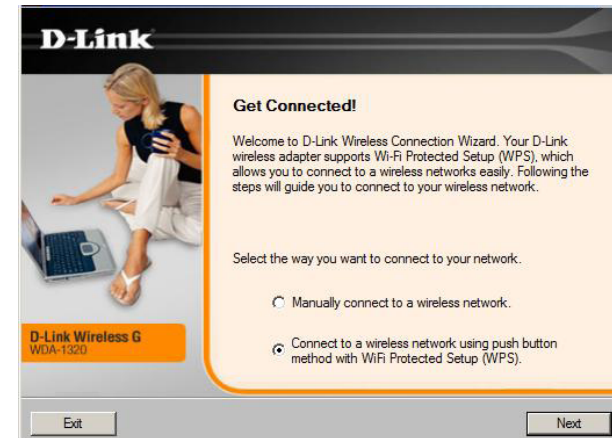 D-Link
Get Connected!
Welcome to D-Link Wireless Connection Wizard. Your D-Link
wireless adapter supports Wi-Fi Protected Setup (WPS), which
allows you to connect to a wireless networks easily. Following the
steps will guide you to connect to your wireless network.
Select the way you want to connect to your network.
Manually connect to a wireless network.
Connect to a wireless network using push button
method with WiFi Protected Setup (WPS).
D-Link Wireless G
WDA-1320
Exit
Next